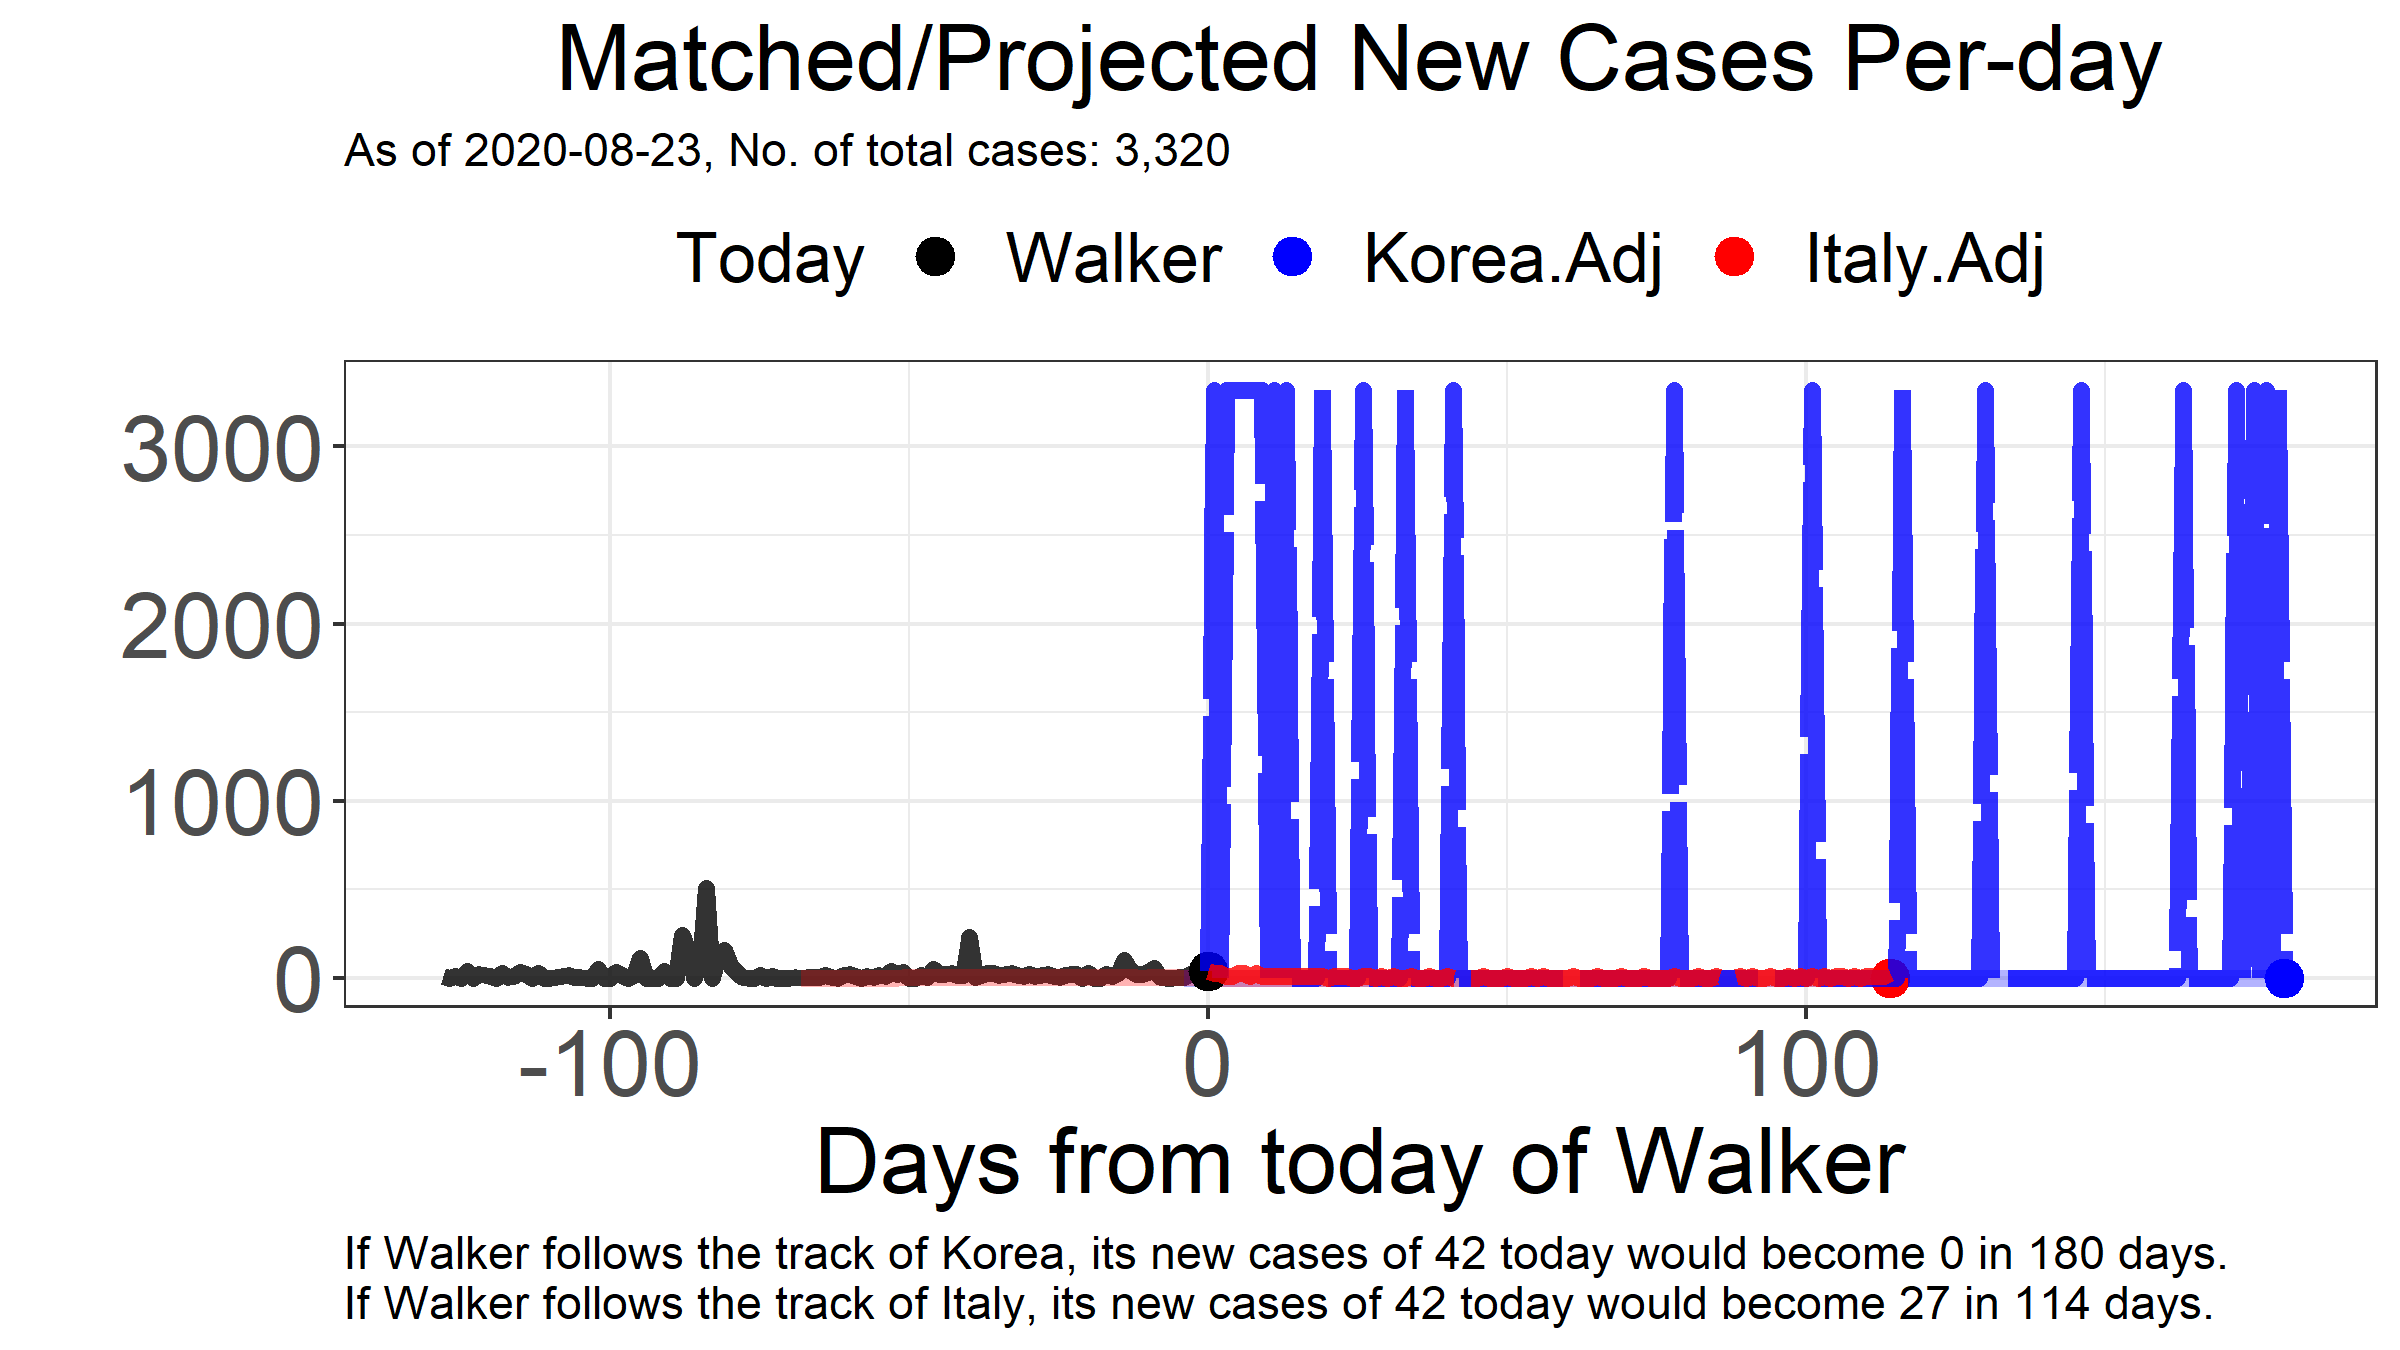 Matched/Projected New Cases Per-day
As of 2020-08-23, No. of total cases: 3,320
Today Walker Korea.Adj Italy.Adj
3000
2000
1000
0
-100 0 100
Days from today of Walker
If Walker follows the track of Korea, its new cases of 42 today would become 0 in 180 days.
If Walker follows the track of Italy, its new cases of 42 today would become 27 in 114 days.